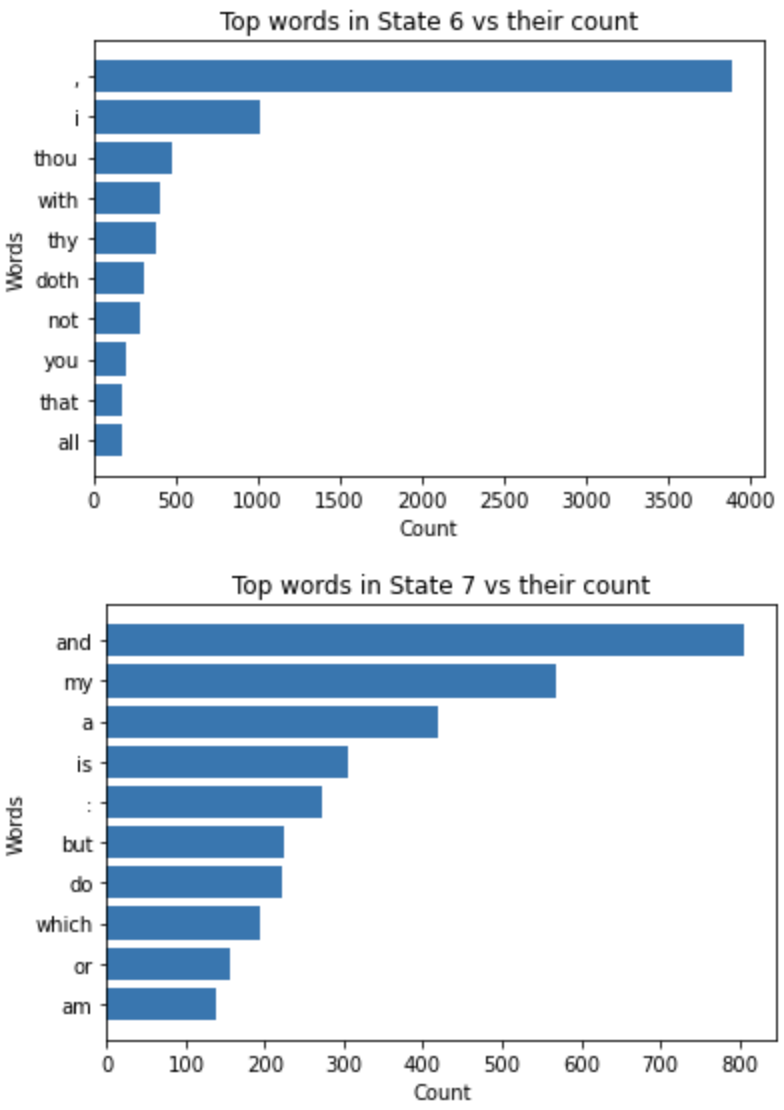 Top words in State 6 vs their count
,
i
thou
with
thy
doth
not
you
that
all
Words
0 500 1000 1500 2000 2500 3000 3500 4000
Count
Top words in State 7 vs their count
and
my
a
is
:
but
do
which
or
am
Words
0 100 200 300 400 500 600 700 800
Count